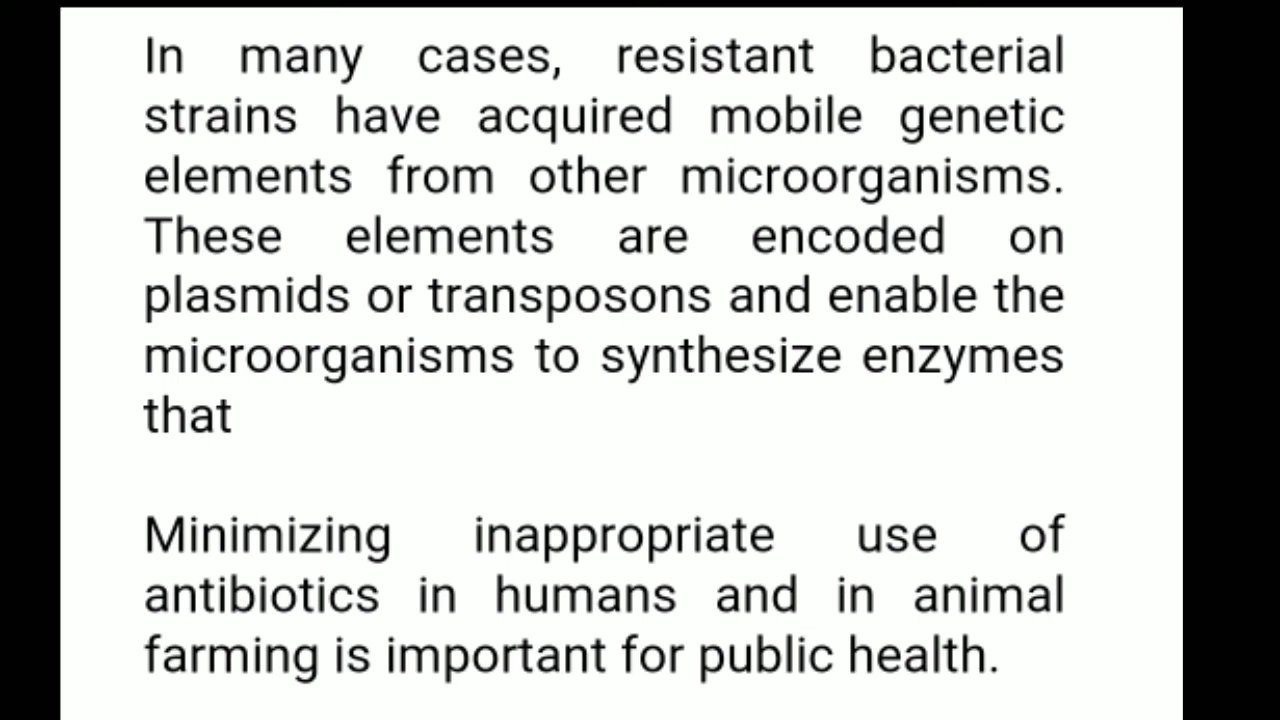 In many cases, resistant bacterial
strains have acquired mobile genetic
elements from other microorganisms.
These elements are encoded on
plasmids or transposons and enable the
microorganisms to synthesize enzymes
that
Minimizing inappropriate use of
antibiotics in humans and in animal
farming is important for public health.